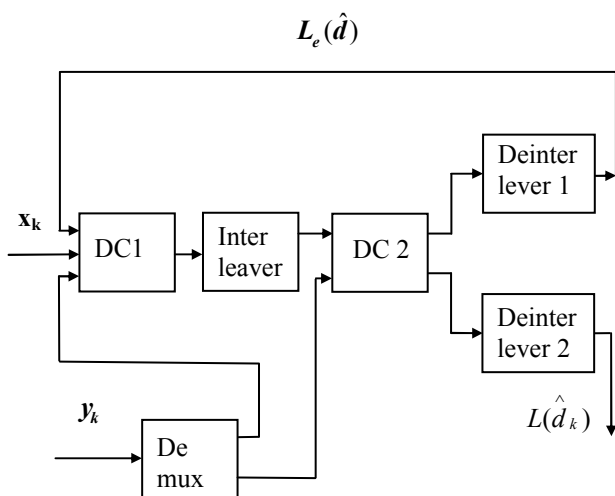 L_e(d̂)
Deinter
lever 1
x_k
DC1
Inter
leaver
DC 2
Deinter
lever 2
y_k
De
mux
L(d̂_k)